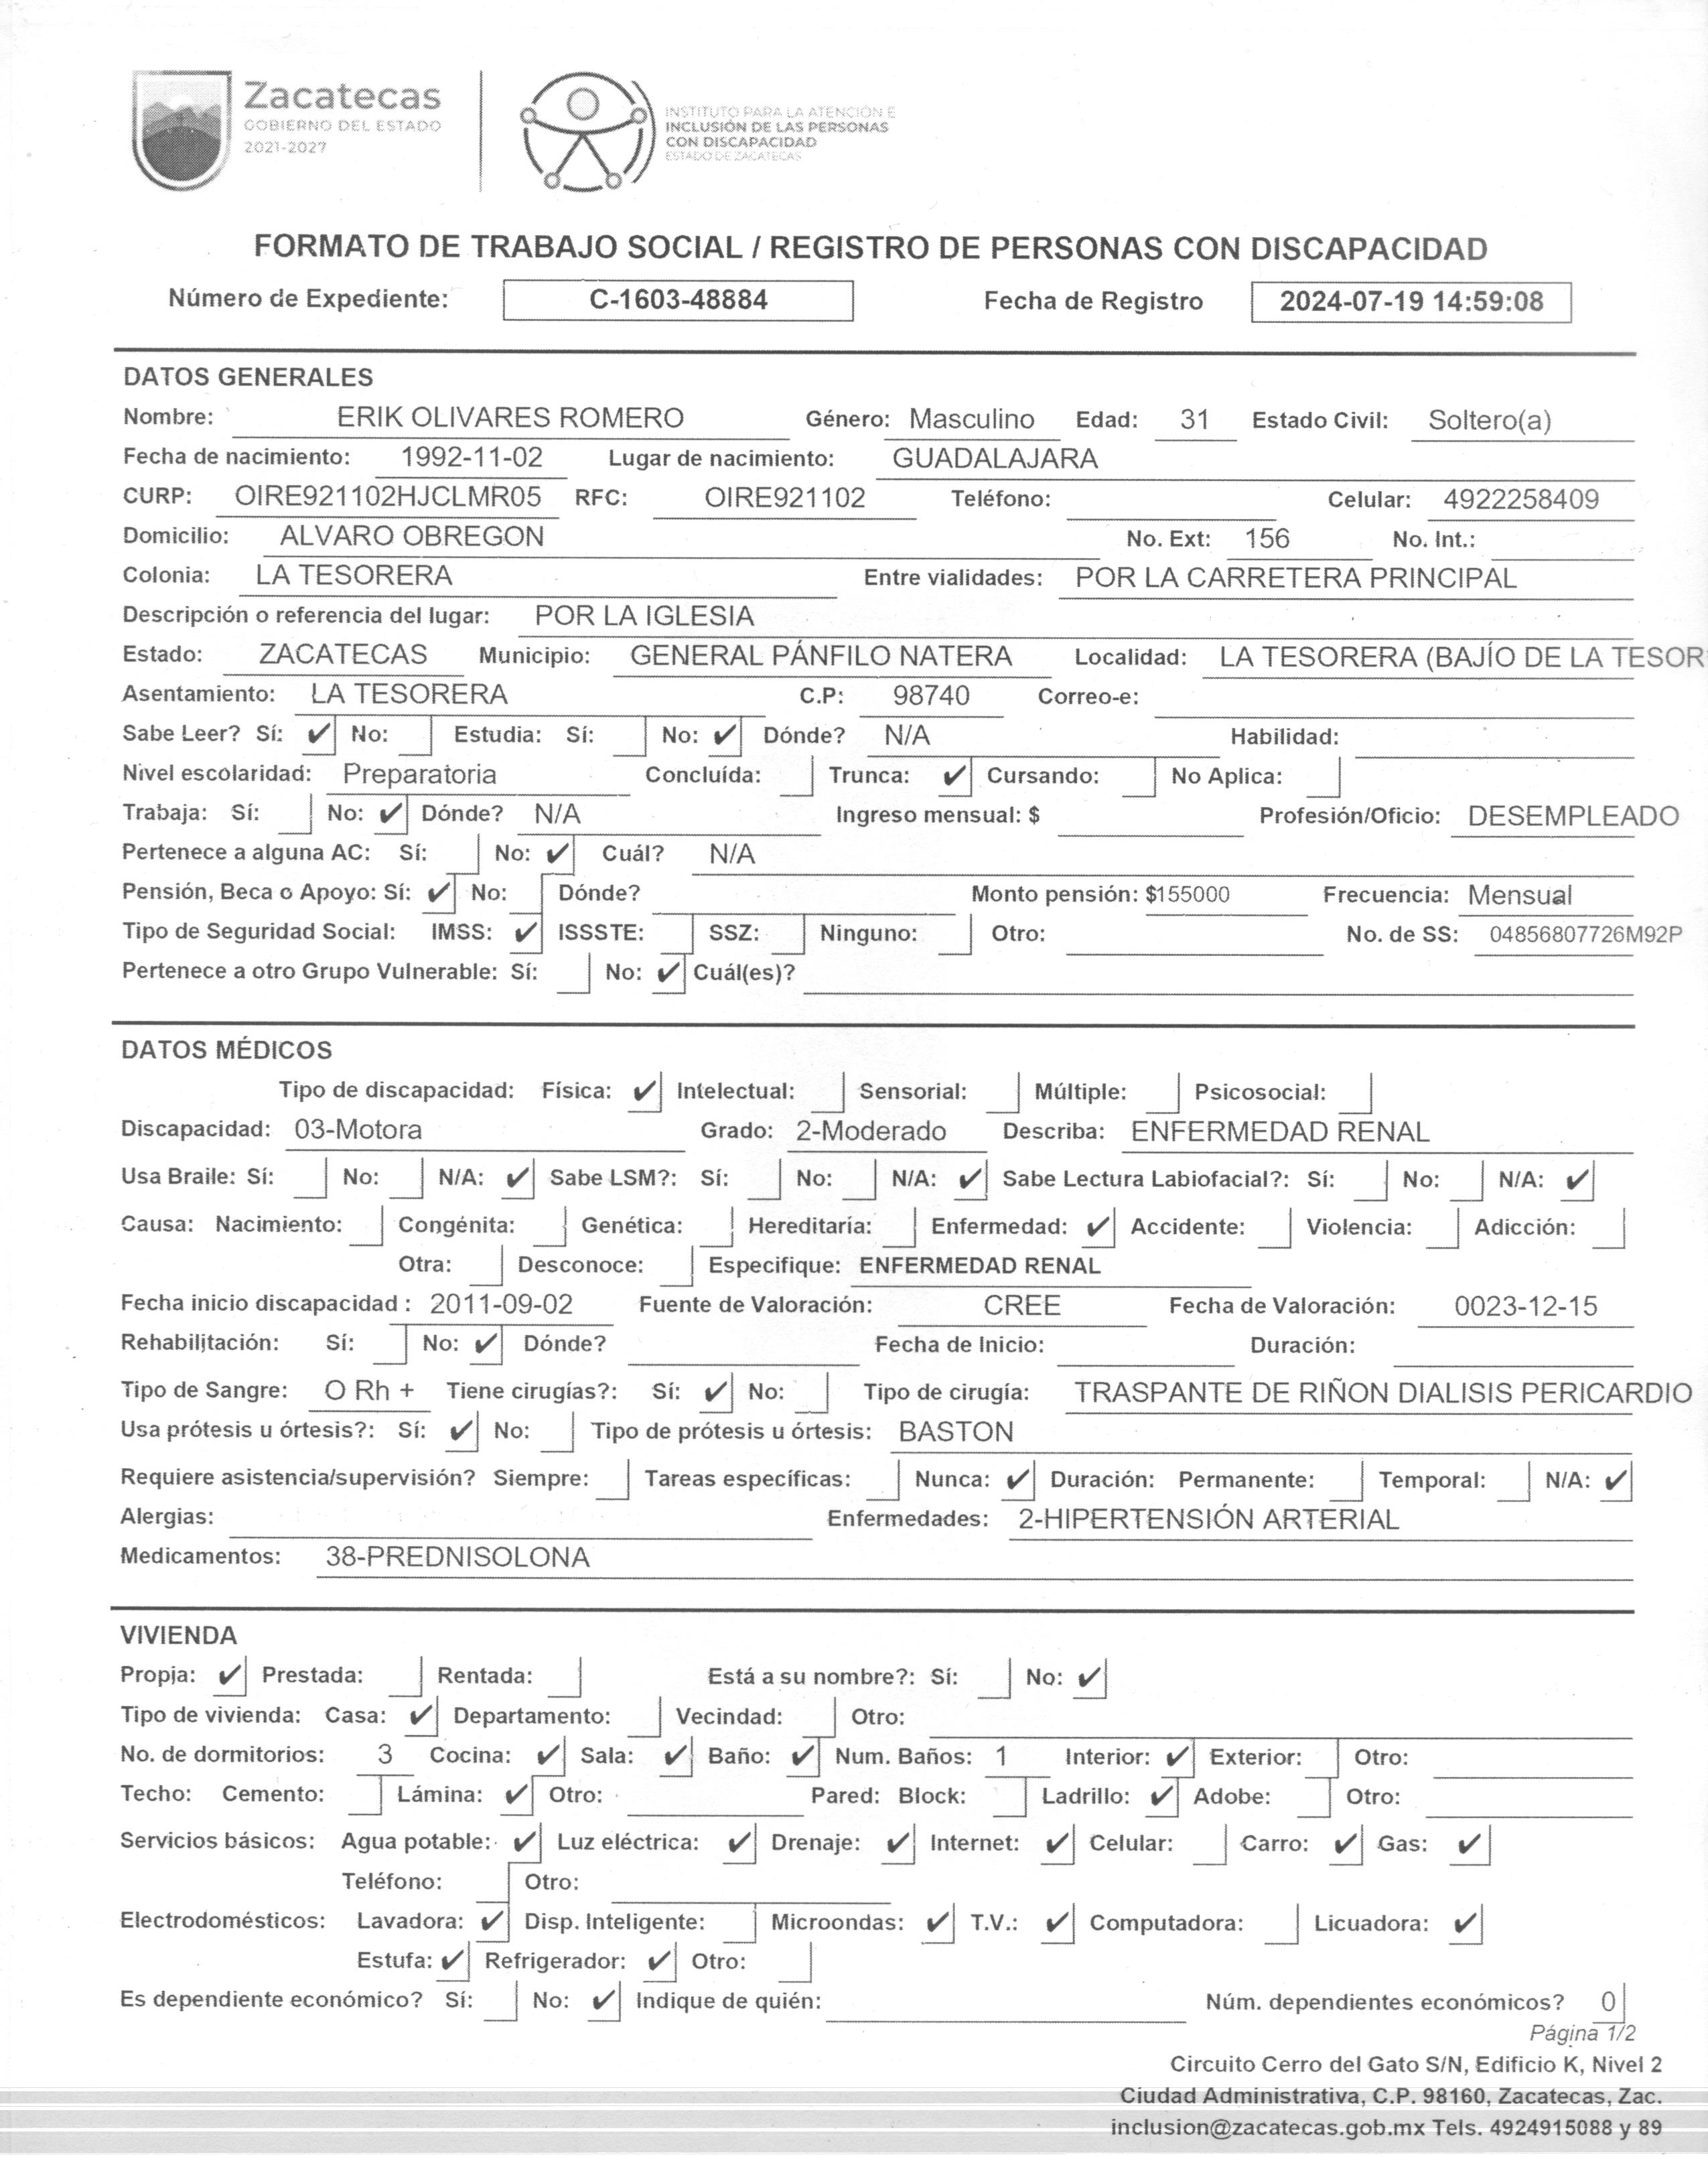 Zacatecas
GOBIERNO DEL ESTADO
2021-2027
INSTITUTO PARA LA ATENCIÓN E
INCLUSIÓN DE LAS PERSONAS
CON DISCAPACIDAD
ESTADO DE ZACATECAS
FORMATO DE TRABAJO SOCIAL / REGISTRO DE PERSONAS CON DISCAPACIDAD
Número de Expediente: C-1603-48884 Fecha de Registro 2024-07-19 14:59:08
DATOS GENERALES
Nombre: ERIK OLIVARES ROMERO Género: Masculino Edad: 31 Estado Civil: Soltero(a)
Fecha de nacimiento: 1992-11-02 Lugar de nacimiento: GUADALAJARA
CURP: OIRE921102HJCLMR05 RFC: OIRE921102 Teléfono: Celular: 4922258409
Domicilio: ALVARO OBREGON No. Ext: 156 No. Int.:
Colonia: LA TESORERA Entre vialidades: POR LA CARRETERA PRINCIPAL
Descripción o referencia del lugar: POR LA IGLESIA
Estado: ZACATECAS Municipio: GENERAL PÁNFILO NATERA Localidad: LA TESORERA (BAJÍO DE LA TESOR
Asentamiento: LA TESORERA C.P: 98740 Correo-e:
Sabe Leer? Sí: ✔ No: Estudia: Sí: No: ✔ Dónde? N/A Habilidad:
Nivel escolaridad: Preparatoria Concluída: Trunca: ✔ Cursando: No Aplica:
Trabaja: Sí: No: ✔ Dónde? N/A Ingreso mensual: $ Profesión/Oficio: DESEMPLEADO
Pertenece a alguna AC: Sí: No: ✔ Cuál? N/A
Pensión, Beca o Apoyo: Sí: ✔ No: Dónde? Monto pensión: $155000 Frecuencia: Mensual
Tipo de Seguridad Social: IMSS: ✔ ISSSTE: SSZ: Ninguno: Otro: No. de SS: 04856807726M92P
Pertenece a otro Grupo Vulnerable: Sí: No: ✔ Cuál(es)?
DATOS MÉDICOS
Tipo de discapacidad: Física: ✔ Intelectual: Sensorial: Múltiple: Psicosocial:
Discapacidad: 03-Motora Grado: 2-Moderado Describa: ENFERMEDAD RENAL
Usa Braile: Sí: No: N/A: ✔ Sabe LSM?: Sí: No: N/A: ✔ Sabe Lectura Labiofacial?: Sí: No: N/A: ✔
Causa: Nacimiento: Congénita: Genética: Hereditaría: Enfermedad: ✔ Accidente: Violencia: Adicción:
Otra: Desconoce: Especifique: ENFERMEDAD RENAL
Fecha inicio discapacidad : 2011-09-02 Fuente de Valoración: CREE Fecha de Valoración: 0023-12-15
Rehabilitación: Sí: No: ✔ Dónde? Fecha de Inicio: Duración:
Tipo de Sangre: O Rh + Tiene cirugías?: Sí: ✔ No: Tipo de cirugía: TRASPANTE DE RIÑON DIALISIS PERICARDIO
Usa prótesis u órtesis?: Sí: ✔ No: Tipo de prótesis u órtesis: BASTON
Requiere asistencia/supervisión? Siempre: Tareas específicas: Nunca: ✔ Duración: Permanente: Temporal: N/A: ✔
Alergias: Enfermedades: 2-HIPERTENSIÓN ARTERIAL
Medicamentos: 38-PREDNISOLONA
VIVIENDA
Propia: ✔ Prestada: Rentada: Está a su nombre?: Sí: No: ✔
Tipo de vivienda: Casa: ✔ Departamento: Vecindad: Otro:
No. de dormitorios: 3 Cocina: ✔ Sala: ✔ Baño: ✔ Num. Baños: 1 Interior: ✔ Exterior: Otro:
Techo: Cemento: Lámina: ✔ Otro: Pared: Block: Ladrillo: ✔ Adobe: Otro:
Servicios básicos: Agua potable: ✔ Luz eléctrica: ✔ Drenaje: ✔ Internet: ✔ Celular: Carro: ✔ Gas: ✔
Teléfono: Otro:
Electrodomésticos: Lavadora: ✔ Disp. Inteligente: Microondas: ✔ T.V.: ✔ Computadora: Licuadora: ✔
Estufa: ✔ Refrigerador: ✔ Otro:
Es dependiente económico? Sí: No: ✔ Indique de quién: Núm. dependientes económicos? 0
Página 1/2
Circuito Cerro del Gato S/N, Edificio K, Nivel 2
Ciudad Administrativa, C.P. 98160, Zacatecas, Zac.
inclusion@zacatecas.gob.mx Tels. 4924915088 y 89